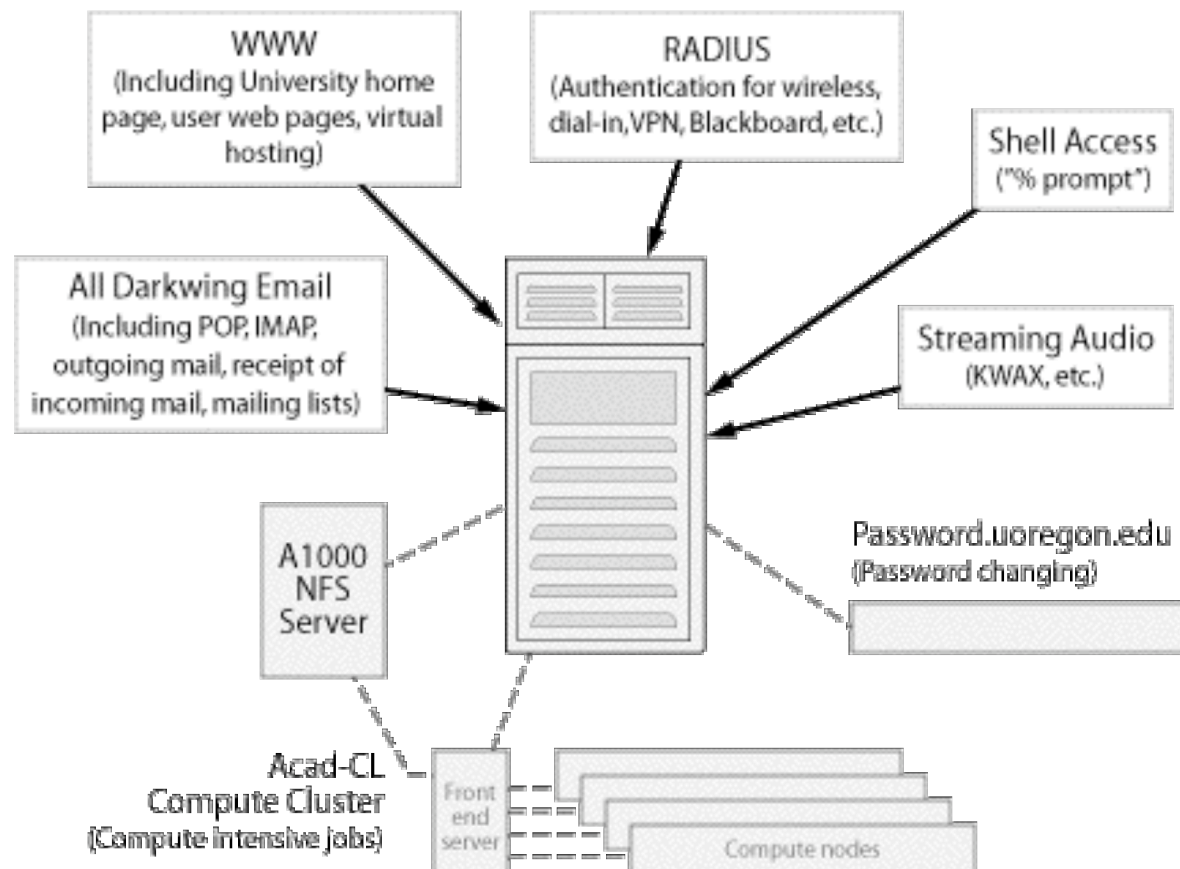 WWW
(Including University home
page, user web pages, virtual
hosting)
RADIUS
(Authentication for wireless,
dial-in,VPN, Blackboard, etc.)
Shell Access
("% prompt")
All Darkwing Email
(Including POP, IMAP,
outgoing mail, receipt of
incoming mail, mailing lists)
Streaming Audio
(KWAX, etc.)
A1000
NFS
Server
Password.uoregon.edu
(Password changing)
Acad-CL
Compute Cluster
(Compute intensive jobs)
Front
end
server
Compute nodes